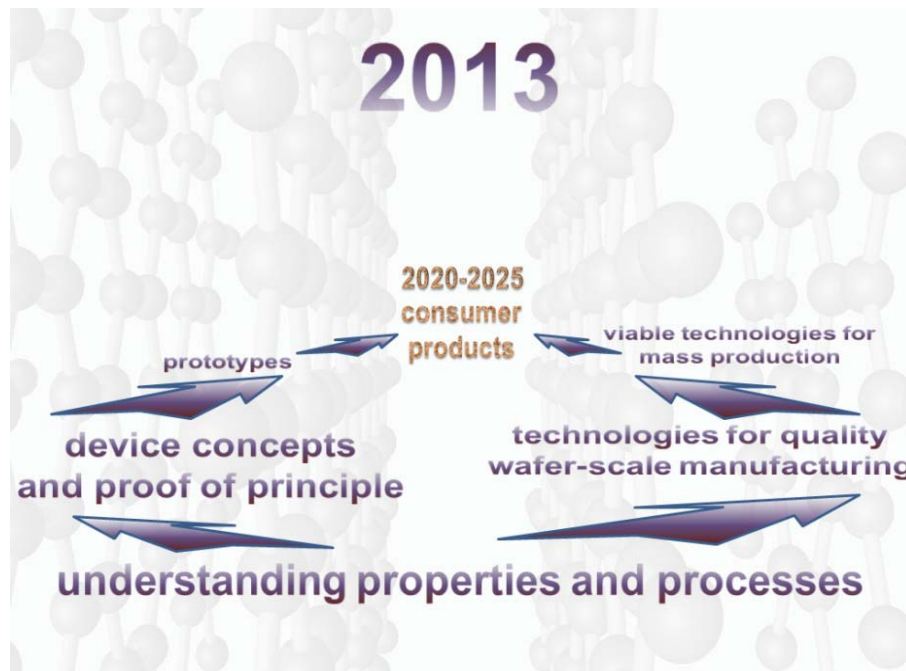 2013
2020-2025
consumer
products
prototypes
viable technologies for
mass production
device concepts
and proof of principle
technologies for quality
wafer-scale manufacturing
understanding properties and processes